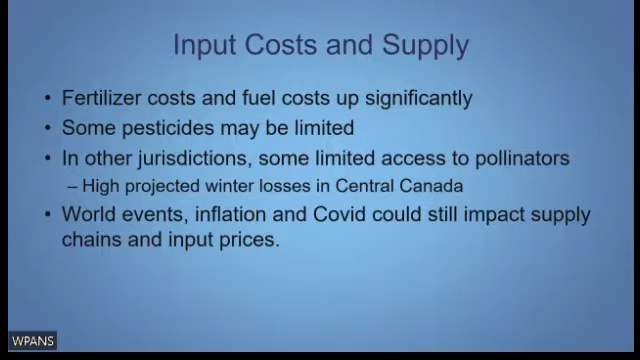 Input Costs and Supply
• Fertilizer costs and fuel costs up significantly
• Some pesticides may be limited
• In other jurisdictions, some limited access to pollinators
– High projected winter losses in Central Canada
• World events, inflation and Covid could still impact supply
chains and input prices.
WPANS